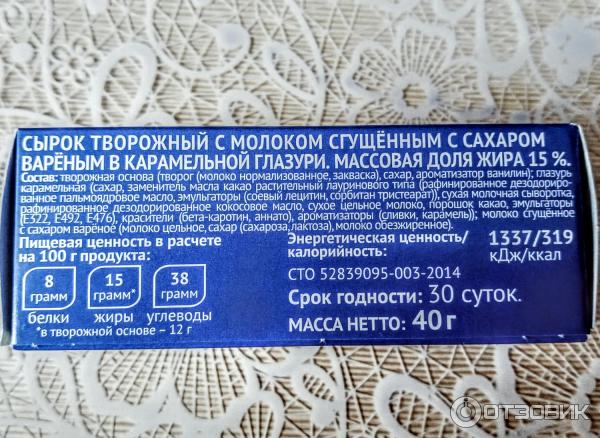 СЫРОК ТВОРОЖНЫЙ С МОЛОКОМ СГУЩЁННЫМ С САХАРОМ
ВАРЁНЫМ В КАРАМЕЛЬНОЙ ГЛАЗУРИ. МАССОВАЯ ДОЛЯ ЖИРА 15 %.
Состав: творожная основа (творог (молоко нормализованное, закваска), сахар, ароматизатор ванилин); глазурь
карамельная (сахар, заменитель масла какао растительный лауринового типа (рафинированное дезодориро-
ванное пальмоядровое масло, эмульгаторы (соевый лецитин, сорбитан тристеарат)), сухая молочная сыворотка,
рафинированное дезодорированное кокосовое масло, сухое цельное молоко, порошок какао, эмульгаторы
(E322, E492, E476), красители (бета-каротин, аннато), ароматизаторы (сливки, карамель)); молоко сгущённое
с сахаром варёное (молоко цельное, сахар (сахароза, лактоза), молоко обезжиренное).
Пищевая ценность в расчете
на 100 г продукта:
8 грамм белки
15 грамм* жиры
38 грамм углеводы
*в творожной основе – 12 г
Энергетическая ценность/
калорийность:
1337/319
кДж/ккал
СТО 52839095-003-2014
Срок годности: 30 суток.
МАССА НЕТТО: 40 г
ОТЗОВИК